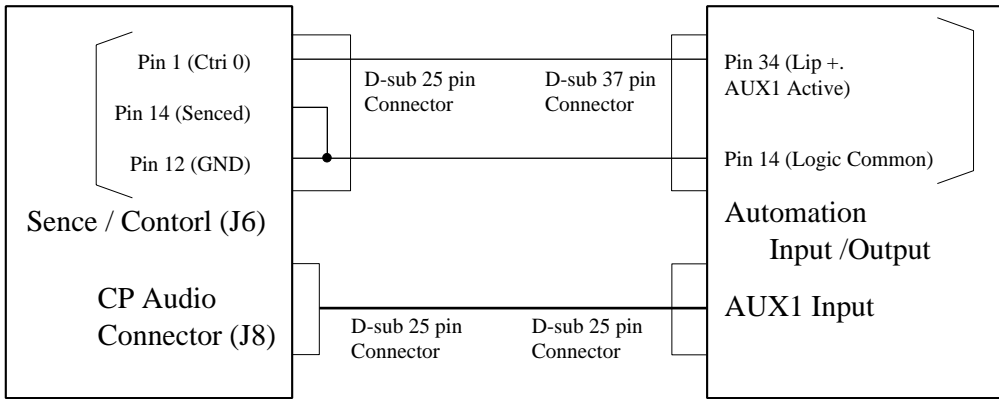 Pin 1 (Ctri 0)
Pin 14 (Senced)
Pin 12 (GND)
Sence / Contorl (J6)
CP Audio
Connector (J8)
D-sub 25 pin
Connector
D-sub 37 pin
Connector
D-sub 25 pin
Connector
D-sub 25 pin
Connector
Pin 34 (Lip +.
AUX1 Active)
Pin 14 (Logic Common)
Automation
Input /Output
AUX1 Input